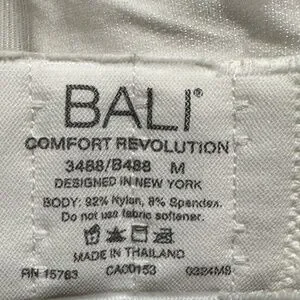 BALI®
COMFORT REVOLUTION
3488/B488 M
DESIGNED IN NEW YORK
BODY: 92% Nylon, 8% Spandex.
Do not use fabric softener.
MADE IN THAILAND
RN 15763 CA00153 0324MS